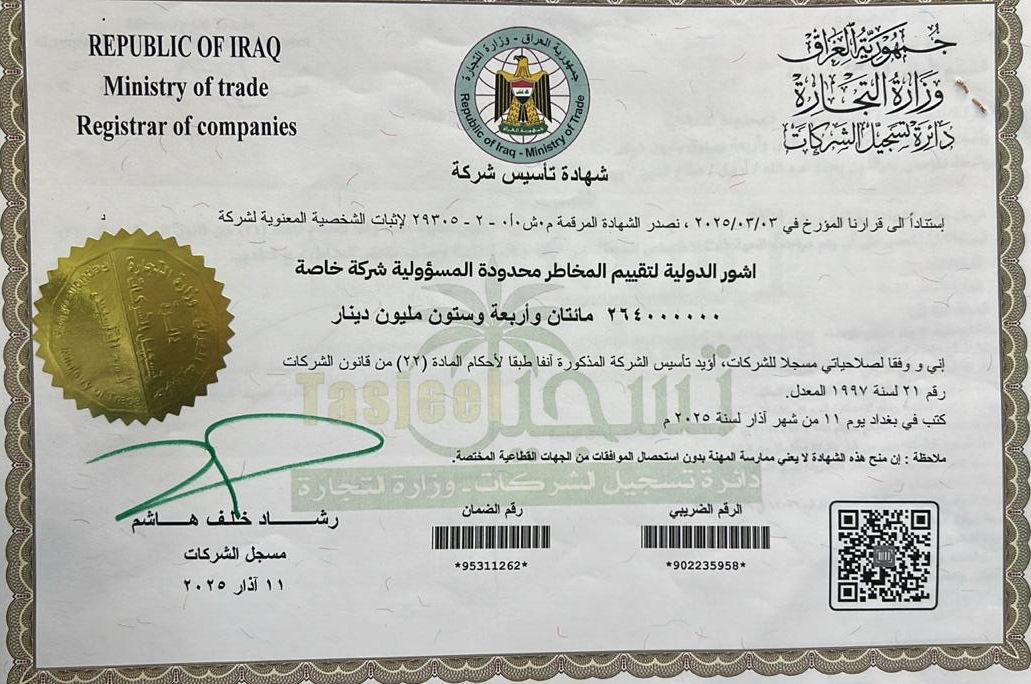 REPUBLIC OF IRAQ
Ministry of trade
Registrar of companies
جمهورية العراق - وزارة التجارة
Republic of Iraq - Ministry of Trade
جمهورية العراق
وزارة التجارة
دائرة تسجيل الشركات
شهادة تأسيس شركة
إستناداً الى قرارنا المؤرخ في ٢٠٢٥/٠٣/٠٣ ، نصدر الشهادة المرقمة م.ش.أ.٠ - ٢ - ٢٩٣٠٥ لإثبات الشخصية المعنوية لشركة
اشور الدولية لتقييم المخاطر محدودة المسؤولية شركة خاصة
٢٦٤٠٠٠٠٠٠ مائتان وأربعة وستون مليون دينار
إني و وفقا لصلاحياتي مسجلا للشركات، أؤيد تأسيس الشركة المذكورة آنفا طبقا لأحكام المادة (٢٢) من قانون الشركات
رقم ٢١ لسنة ١٩٩٧ المعدل.
كتب في بغداد يوم ١١ من شهر آذار لسنة ٢٠٢٥ م
ملاحظة : إن منح هذه الشهادة لا يعني ممارسة المهنة بدون استحصال الموافقات من الجهات القطاعية المختصة.
Tasjeel تسجيل
دائرة تسجيل الشركات - وزارة التجارة
رشاد خلف هاشم
مسجل الشركات
١١ آذار ٢٠٢٥
رقم الضمان
*95311262*
الرقم الضريبي
*902235958*